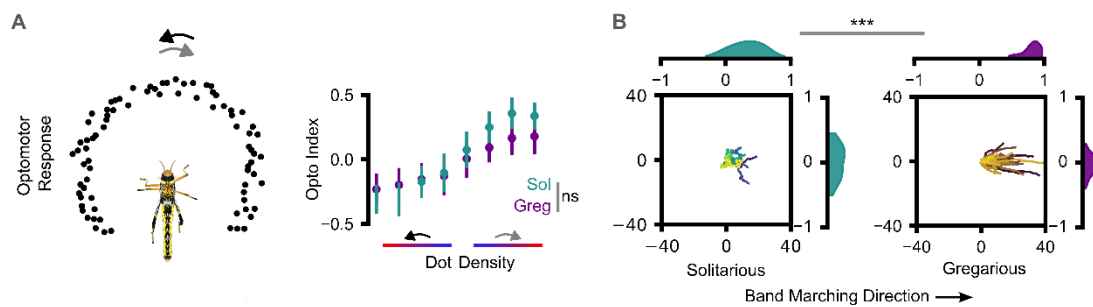 A
Optomotor
Response
Opto Index
0.5
0.0
−0.5
Sol
Greg
ns
Dot Density
B
***
−1
0
1
−1
0
1
40
0
−40
−40
0
40
1
0
−1
Solitarious
40
0
−40
−40
0
40
1
0
−1
Gregarious
Band Marching Direction